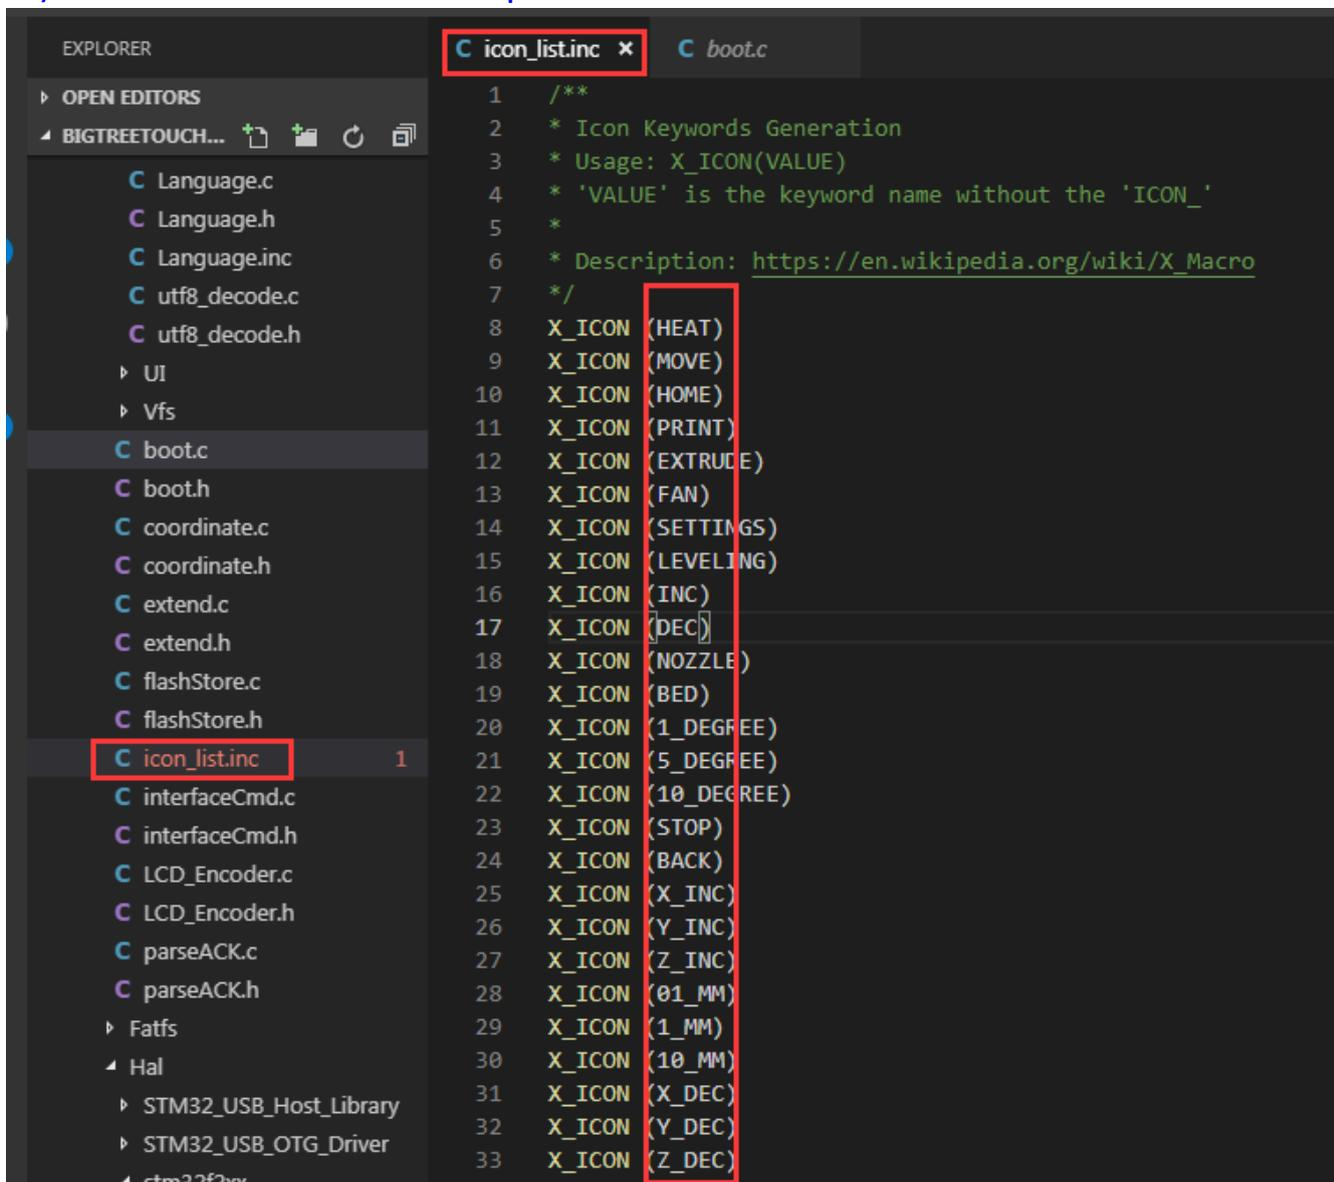 EXPLORER
OPEN EDITORS
BIGTREETOUCH...
C Language.c
C Language.h
C Language.inc
C utf8_decode.c
C utf8_decode.h
UI
Vfs
C boot.c
C boot.h
C coordinate.c
C coordinate.h
C extend.c
C extend.h
C flashStore.c
C flashStore.h
C icon_list.inc 1
C interfaceCmd.c
C interfaceCmd.h
C LCD_Encoder.c
C LCD_Encoder.h
C parseACK.c
C parseACK.h
Fatfs
Hal
STM32_USB_Host_Library
STM32_USB_OTG_Driver
C icon_list.inc × C boot.c
1 /**
2 * Icon Keywords Generation
3 * Usage: X_ICON(VALUE)
4 * 'VALUE' is the keyword name without the 'ICON_'
5 *
6 * Description: https://en.wikipedia.org/wiki/X_Macro
7 */
8 X_ICON (HEAT)
9 X_ICON (MOVE)
10 X_ICON (HOME)
11 X_ICON (PRINT)
12 X_ICON (EXTRUDE)
13 X_ICON (FAN)
14 X_ICON (SETTINGS)
15 X_ICON (LEVELING)
16 X_ICON (INC)
17 X_ICON (DEC)
18 X_ICON (NOZZLE)
19 X_ICON (BED)
20 X_ICON (1_DEGREE)
21 X_ICON (5_DEGREE)
22 X_ICON (10_DEGREE)
23 X_ICON (STOP)
24 X_ICON (BACK)
25 X_ICON (X_INC)
26 X_ICON (Y_INC)
27 X_ICON (Z_INC)
28 X_ICON (01_MM)
29 X_ICON (1_MM)
30 X_ICON (10_MM)
31 X_ICON (X_DEC)
32 X_ICON (Y_DEC)
33 X_ICON (Z_DEC)